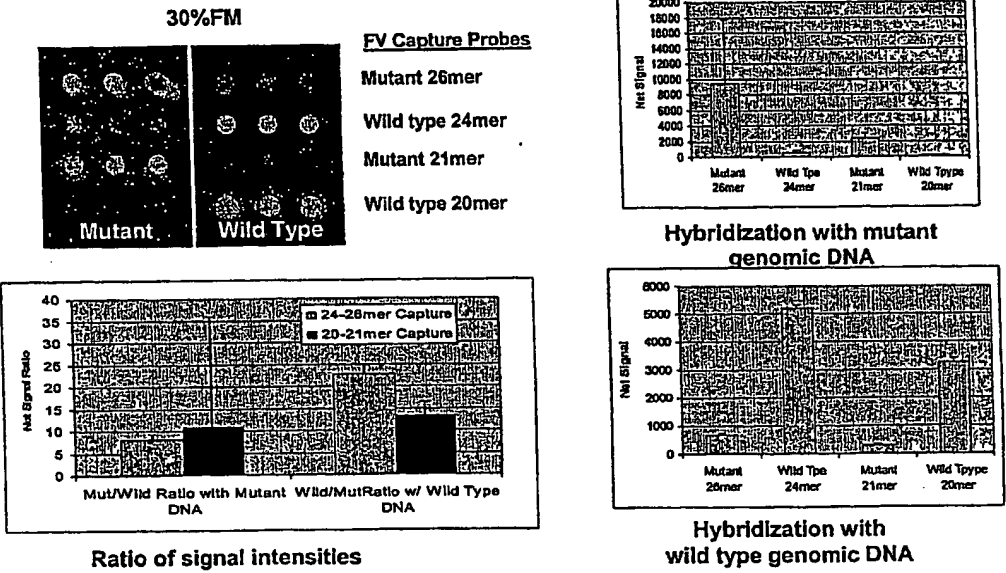 30%FM
FV Capture Probes
Mutant 26mer
Wild type 24mer
Mutant 21mer
Wild type 20mer
Mutant
Wild Type
20000
18000
16000
14000
12000
10000
8000
6000
4000
2000
0
Net Signal
Mutant 26mer
Wild Tpe 24mer
Mutant 21mer
Wild Tpype 20mer
Hybridization with mutant
genomic DNA
40
35
30
25
20
15
10
5
0
Net Signal Ratio
24-26mer Capture
20-21mer Capture
Mut/Wild Ratio with Mutant DNA
Wild/MutRatio w/ Wild Type DNA
Ratio of signal intensities
6000
5000
4000
3000
2000
1000
0
Net Signal
Mutant 26mer
Wild Tpe 24mer
Mutant 21mer
Wild Tpype 20mer
Hybridization with
wild type genomic DNA